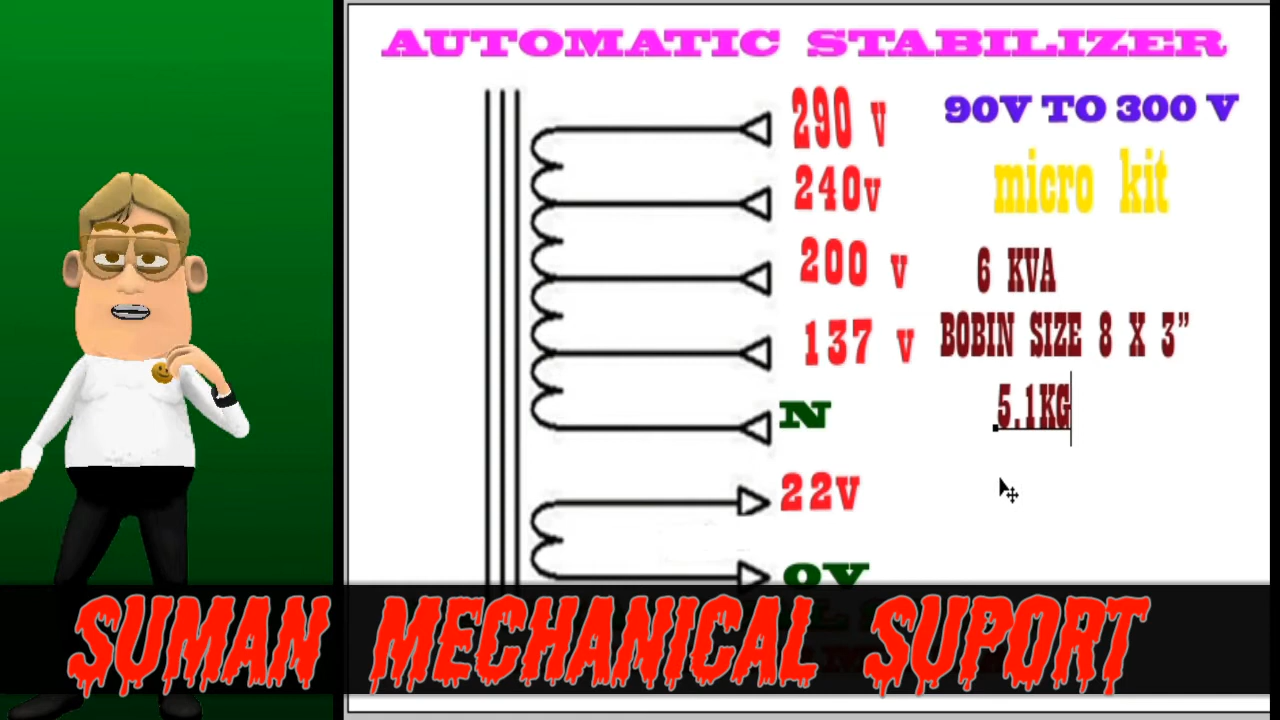 AUTOMATIC STABILIZER
290 v
90V TO 300 V
240v
micro kit
200 v
6 KVA
137 v
BOBIN SIZE 8 X 3”
N
5.1KG
22V
0V
SUMAN MECHANICAL SUPORT